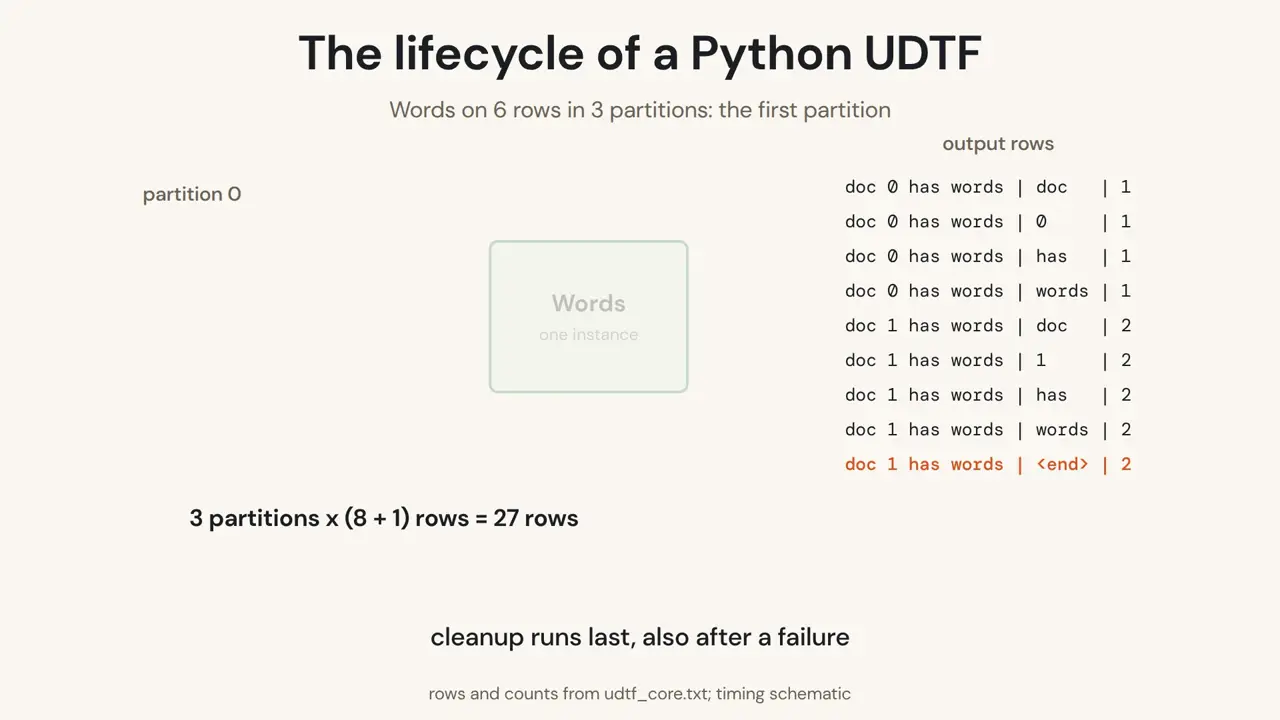 The lifecycle of a Python UDTF
Words on 6 rows in 3 partitions: the first partition
output rows
partition 0
doc 0 has words | doc   | 1
doc 0 has words | 0     | 1
doc 0 has words | has   | 1
doc 0 has words | words | 1
doc 1 has words | doc   | 2
doc 1 has words | 1     | 2
doc 1 has words | has   | 2
doc 1 has words | words | 2
doc 1 has words | <end> | 2
Words
one instance
3 partitions x (8 + 1) rows = 27 rows
cleanup runs last, also after a failure
rows and counts from udtf_core.txt; timing schematic